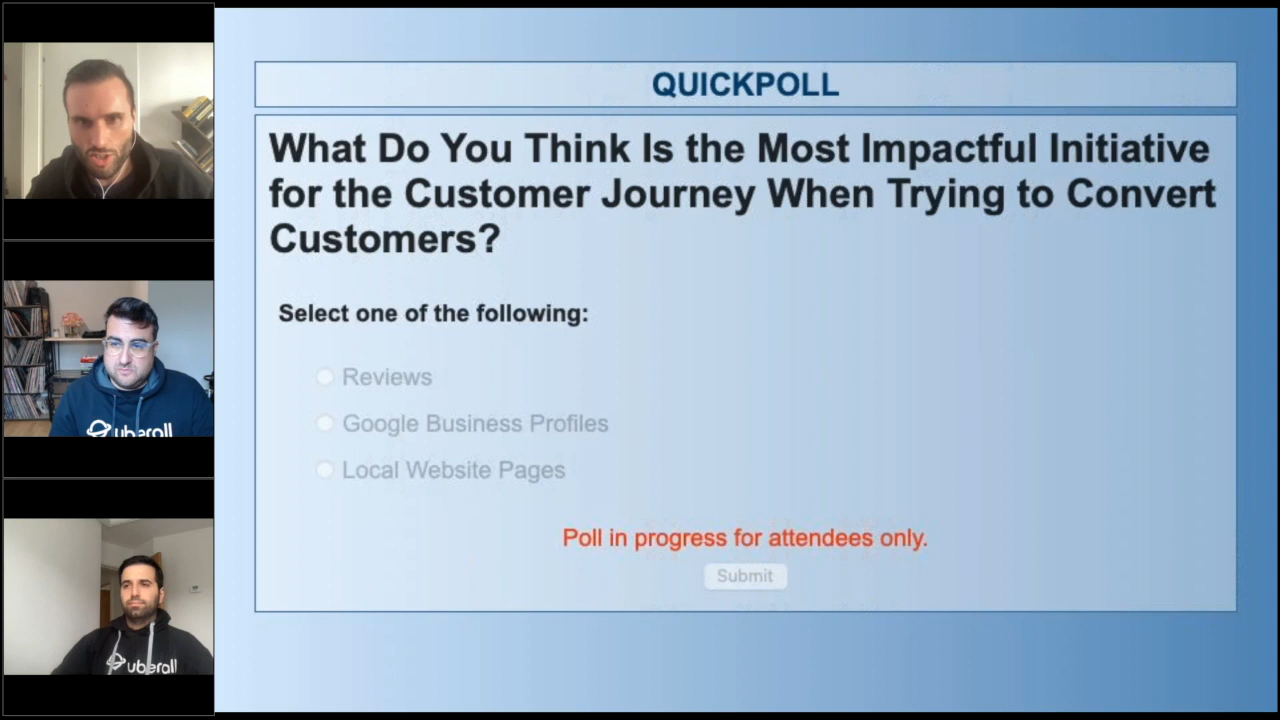 QUICKPOLL
What Do You Think Is the Most Impactful Initiative
for the Customer Journey When Trying to Convert
Customers?
Select one of the following:
Reviews
Google Business Profiles
Local Website Pages
Poll in progress for attendees only.
Submit
uberall
uberall